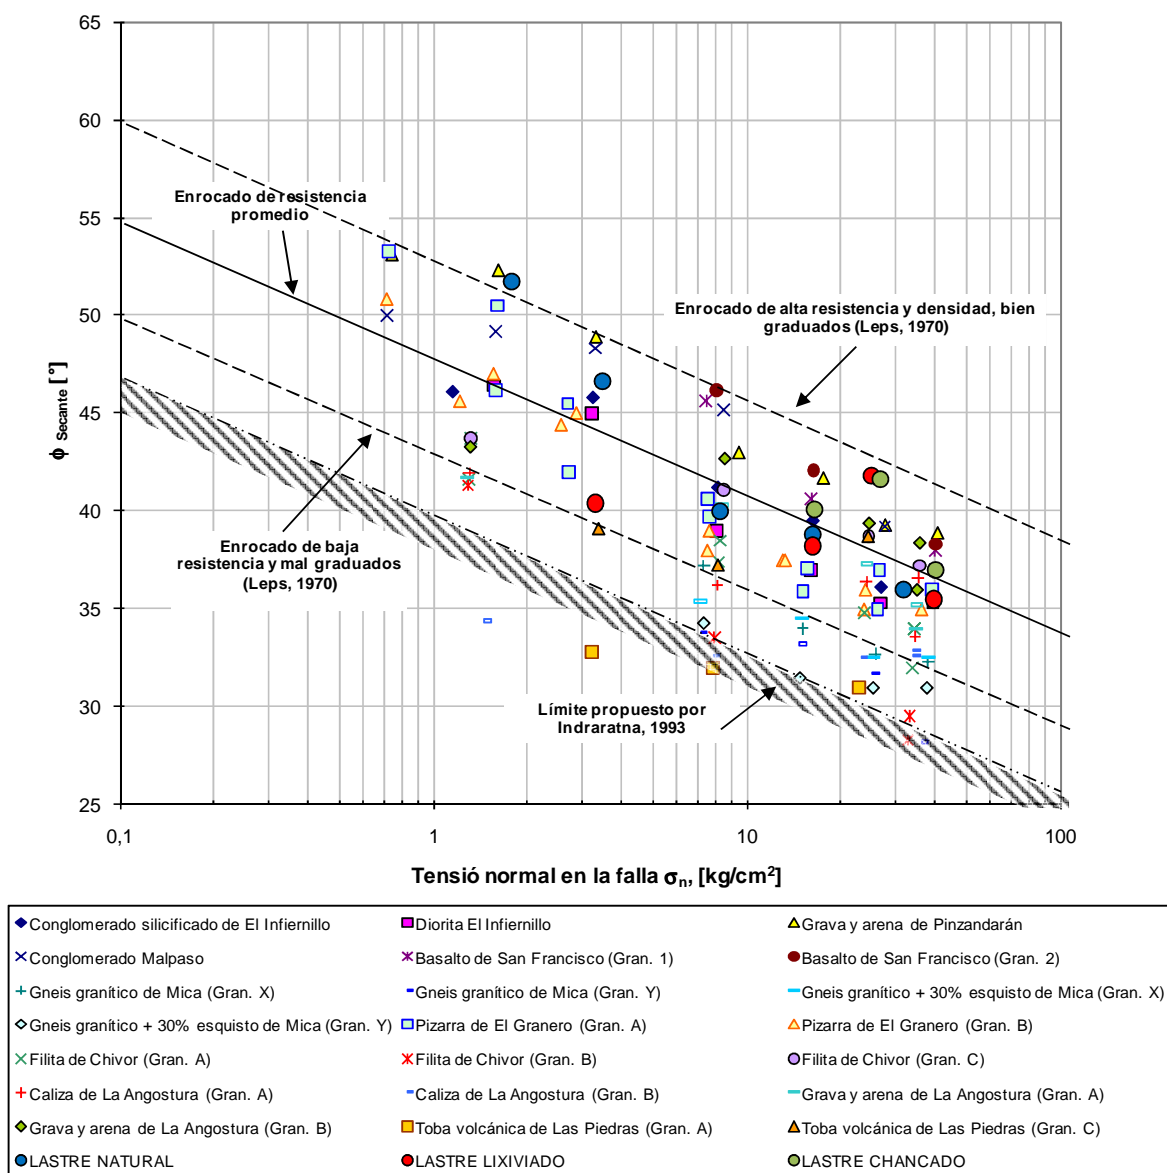 65
60
55
50
45
40
35
30
25
ϕ Secante [ ° ]
Enrocado de resistencia
promedio
Enrocado de alta resistencia y densidad, bien
graduados (Leps, 1970)
Enrocado de baja
resistencia y mal graduados
(Leps, 1970)
Límite propuesto por
Indraratna, 1993
0,1 1 10 100
Tensió normal en la falla σn, [kg/cm²]
Conglomerado silicificado de El Infiernillo Diorita El Infiernillo Grava y arena de Pinzandarán
Conglomerado Malpaso Basalto de San Francisco (Gran. 1) Basalto de San Francisco (Gran. 2)
Gneis granítico de Mica (Gran. X) Gneis granítico de Mica (Gran. Y) Gneis granítico + 30% esquisto de Mica (Gran. X)
Gneis granítico + 30% esquisto de Mica (Gran. Y) Pizarra de El Granero (Gran. A) Pizarra de El Granero (Gran. B)
Filita de Chivor (Gran. A) Filita de Chivor (Gran. B) Filita de Chivor (Gran. C)
Caliza de La Angostura (Gran. A) Caliza de La Angostura (Gran. B) Grava y arena de La Angostura (Gran. A)
Grava y arena de La Angostura (Gran. B) Toba volcánica de Las Piedras (Gran. A) Toba volcánica de Las Piedras (Gran. C)
LASTRE NATURAL LASTRE LIXIVIADO LASTRE CHANCADO